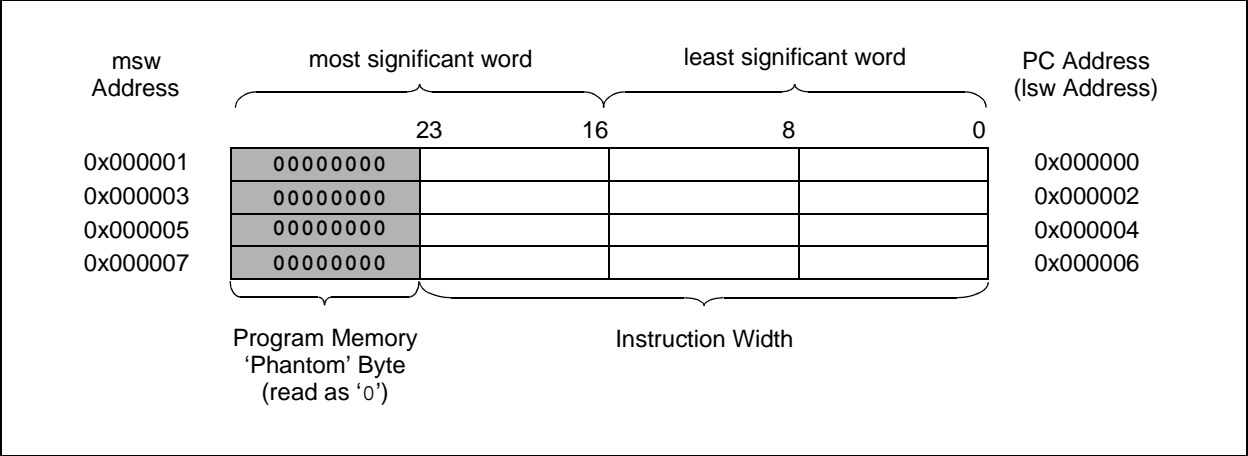 msw
Address
most significant word
least significant word
PC Address
(lsw Address)
23 16 8 0
0x000001 00000000 0x000000
0x000003 00000000 0x000002
0x000005 00000000 0x000004
0x000007 00000000 0x000006
Program Memory
‘Phantom’ Byte
(read as ‘0’)
Instruction Width